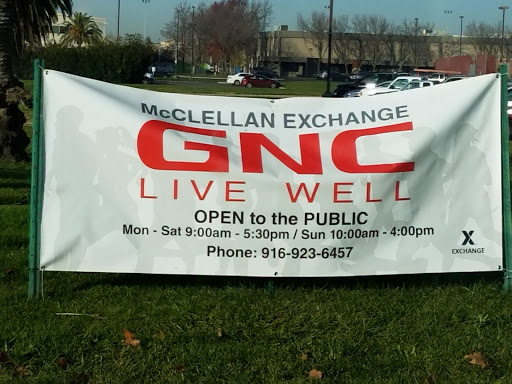 McCLELLAN EXCHANGE
GNC
LIVE WELL
OPEN to the PUBLIC
Mon - Sat 9:00am - 5:30pm / Sun 10:00am - 4:00pm
Phone: 916-923-6457
X
EXCHANGE